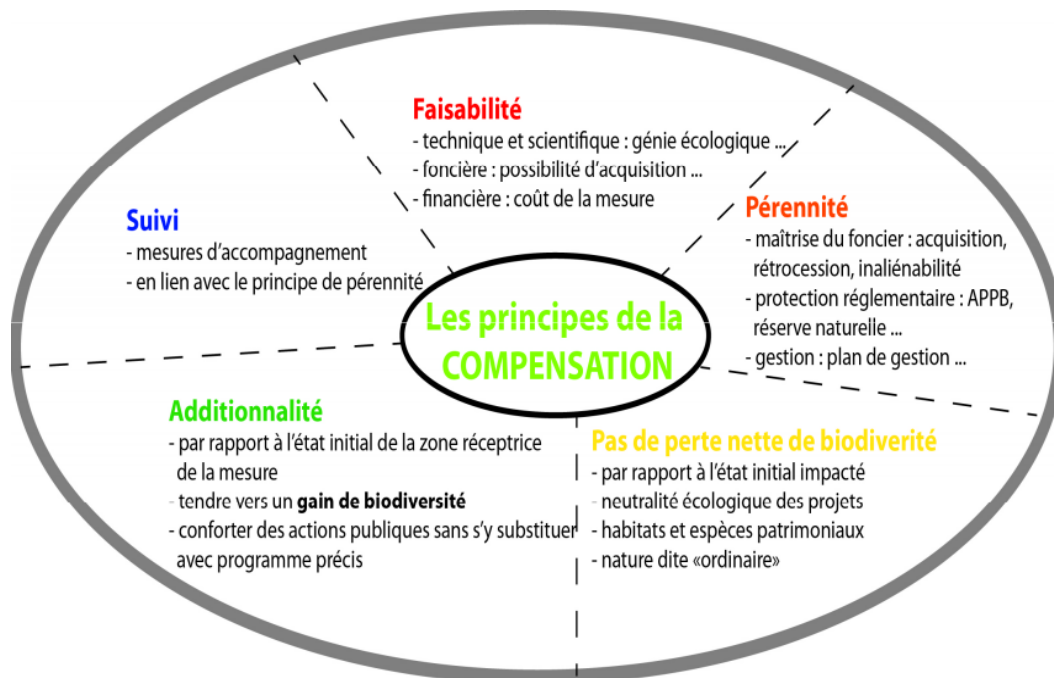 Faisabilité
- technique et scientifique : génie écologique ...
- foncière : possibilité d'acquisition ...
- financière : coût de la mesure
Pérennité
- maîtrise du foncier : acquisition,
rétrocession, inaliénabilité
- protection réglementaire : APPB,
réserve naturelle ...
- gestion : plan de gestion ...
Suivi
- mesures d'accompagnement
- en lien avec le principe de pérennité
Les principes de la
COMPENSATION
Additionnalité
- par rapport à l'état initial de la zone réceptrice
de la mesure
- tendre vers un gain de biodiversité
- conforter des actions publiques sans s'y substituer
avec programme précis
Pas de perte nette de biodiverité
- par rapport à l'état initial impacté
- neutralité écologique des projets
- habitats et espèces patrimoniaux
- nature dite «ordinaire»